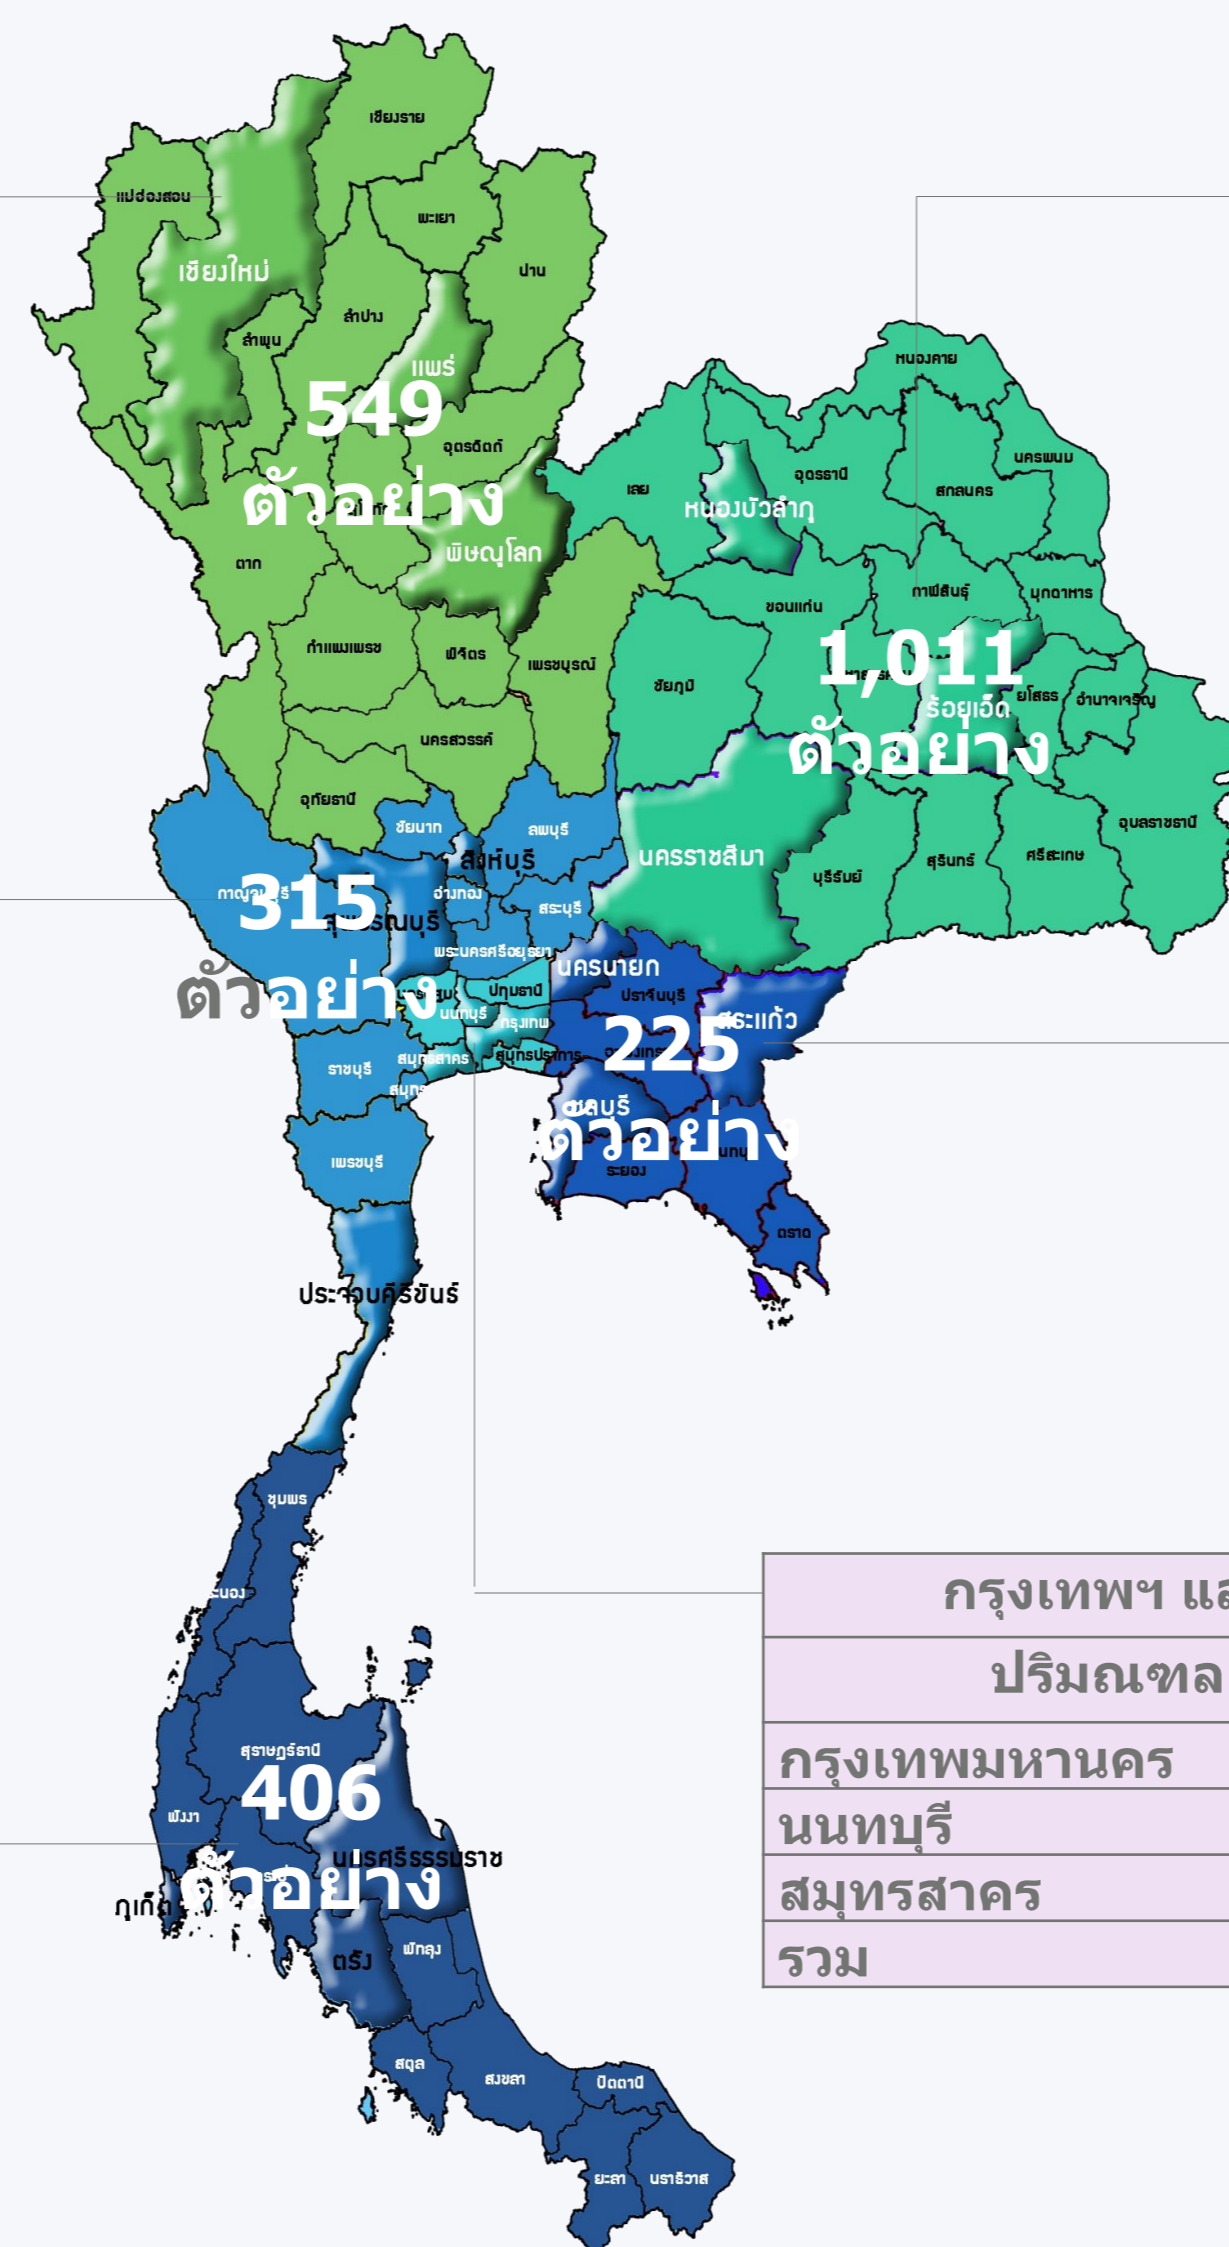 เชียงราย
แม่ฮ่องสอน
พะเยา
น่าน
เชียงใหม่
ลำปาง
ลำพูน
แพร่
549
ตัวอย่าง
อุตรดิตถ์
พิษณุโลก
ตาก
กำแพงเพชร
พิจิตร
เพชรบูรณ์
นครสวรรค์
อุทัยธานี
หนองคาย
เลย
อุดรธานี
นครพนม
สกลนคร
หนองบัวลำภู
กาฬสินธุ์
มุกดาหาร
ขอนแก่น
1,011
ตัวอย่าง
ชัยภูมิ
ร้อยเอ็ด
ยโสธร
อำนาจเจริญ
อุบลราชธานี
นครราชสีมา
บุรีรัมย์
สุรินทร์
ศรีสะเกษ
ชัยนาท
ลพบุรี
สิงห์บุรี
อ่างทอง
สระบุรี
315
ตัวอย่าง
พระนครศรีอยุธยา
ปทุมธานี
นนทบุรี
กรุงเทพ
สมุทรสาคร
สมุทรปราการ
ราชบุรี
เพชรบุรี
ประจวบคีรีขันธ์
นครนายก
ปราจีนบุรี
สระแก้ว
225
ตัวอย่าง
ชลบุรี
ระยอง
ตราด
ชุมพร
สุราษฎร์ธานี
406
ตัวอย่าง
พังงา
ภูเก็ต
นครศรีธรรมราช
ตรัง
พัทลุง
สตูล
สงขลา
ปัตตานี
ยะลา
นราธิวาส
กรุงเทพฯ
ปริมณฑล
กรุงเทพมหานคร
นนทบุรี
สมุทรสาคร
รวม